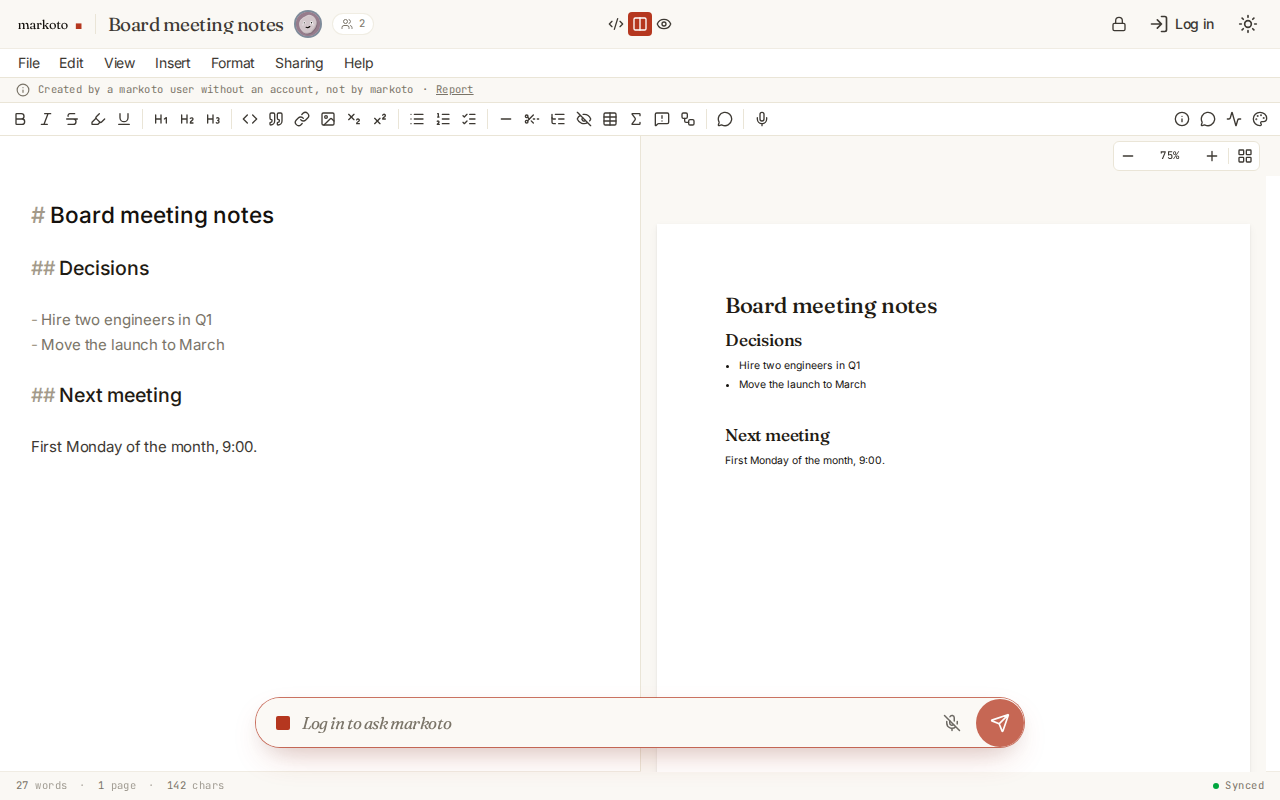 markoto
Board meeting notes
2
Log in
File Edit View Insert Format Sharing Help
Created by a markoto user without an account, not by markoto · Report
H1 H2 H3
75%
# Board meeting notes
## Decisions
- Hire two engineers in Q1
- Move the launch to March
## Next meeting
First Monday of the month, 9:00.
Board meeting notes
Decisions
• Hire two engineers in Q1
• Move the launch to March
Next meeting
First Monday of the month, 9:00.
Log in to ask markoto
27 words · 1 page · 142 chars
Synced